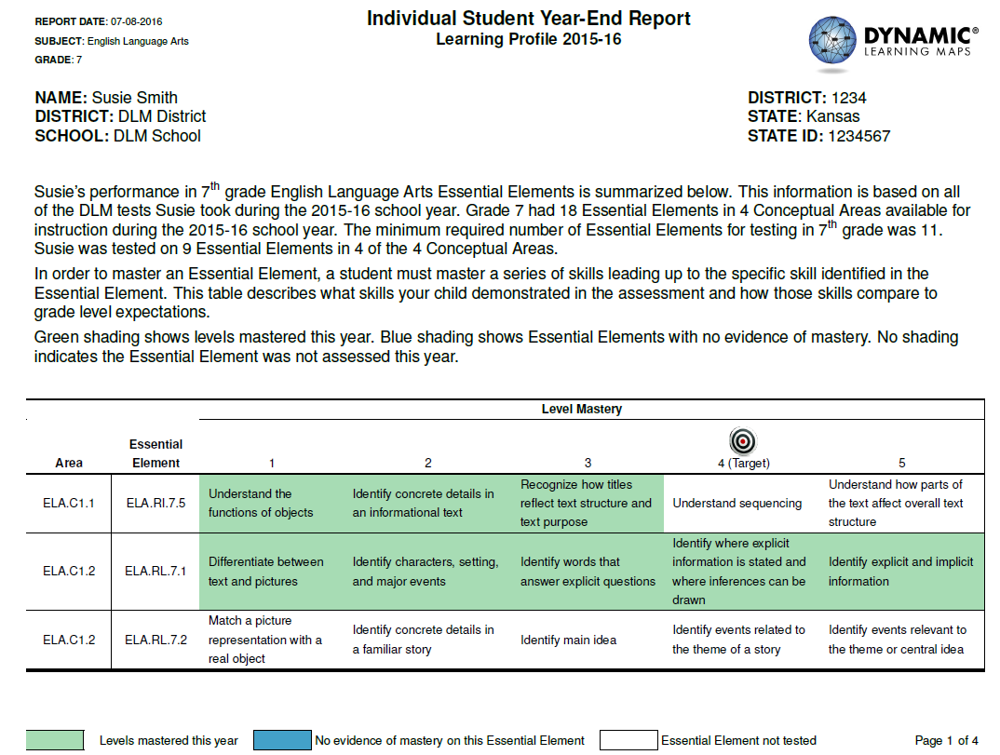 REPORT DATE: 07-08-2016
SUBJECT: English Language Arts
GRADE: 7
Individual Student Year-End Report
Learning Profile 2015-16
DYNAMIC®
LEARNING MAPS
NAME: Susie Smith
DISTRICT: DLM District
SCHOOL: DLM School
DISTRICT: 1234
STATE: Kansas
STATE ID: 1234567
Susie's performance in 7th grade English Language Arts Essential Elements is summarized below. This information is based on all
of the DLM tests Susie took during the 2015-16 school year. Grade 7 had 18 Essential Elements in 4 Conceptual Areas available for
instruction during the 2015-16 school year. The minimum required number of Essential Elements for testing in 7th grade was 11.
Susie was tested on 9 Essential Elements in 4 of the 4 Conceptual Areas.
In order to master an Essential Element, a student must master a series of skills leading up to the specific skill identified in the
Essential Element. This table describes what skills your child demonstrated in the assessment and how those skills compare to
grade level expectations.
Green shading shows levels mastered this year. Blue shading shows Essential Elements with no evidence of mastery. No shading
indicates the Essential Element was not assessed this year.
Level Mastery
Area
Essential
Element
1
2
3
4 (Target)
5
ELA.C1.1
ELA.RI.7.5
Understand the
functions of objects
Identify concrete details in
an informational text
Recognize how titles
reflect text structure and
text purpose
Understand sequencing
Understand how parts of
the text affect overall text
structure
ELA.C1.2
ELA.RL.7.1
Differentiate between
text and pictures
Identify characters, setting,
and major events
Identify words that
answer explicit questions
Identify where explicit
information is stated and
where inferences can be
drawn
Identify explicit and implicit
information
ELA.C1.2
ELA.RL.7.2
Match a picture
representation with a
real object
Identify concrete details in
a familiar story
Identify main idea
Identify events related to
the theme of a story
Identify events relevant to
the theme or central idea
Levels mastered this year
No evidence of mastery on this Essential Element
Essential Element not tested
Page 1 of 4